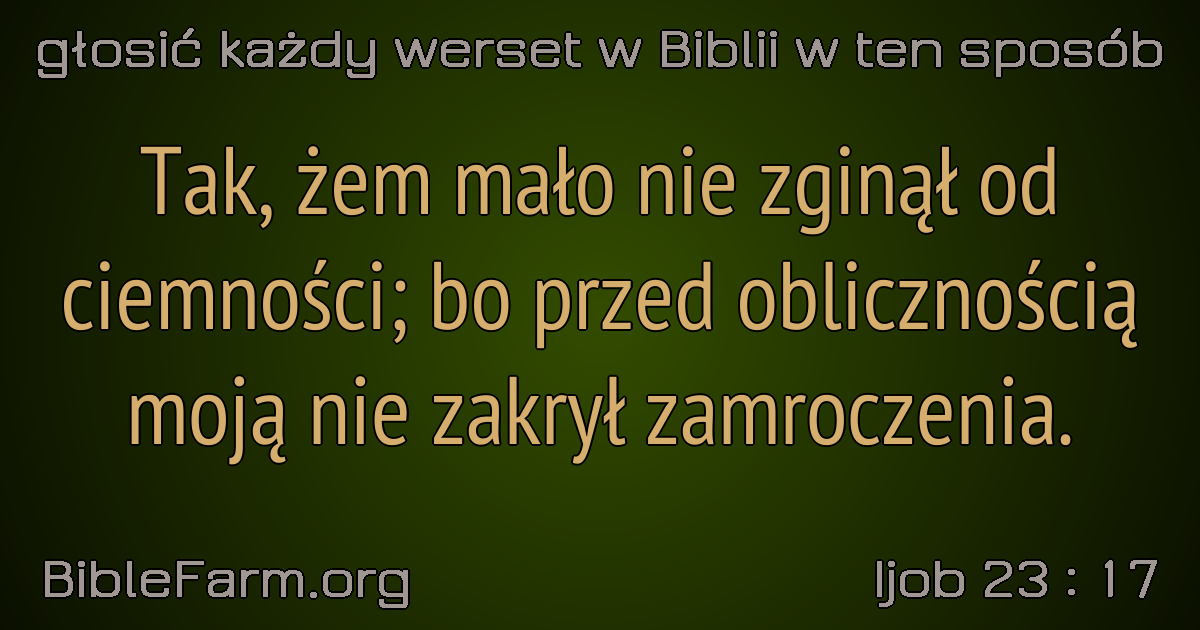 głosić każdy werset w Biblii w ten sposób
Tak, żem mało nie zginął od
ciemności; bo przed oblicznością
moją nie zakrył zamroczenia.
BibleFarm.org
Ijob 23 : 17